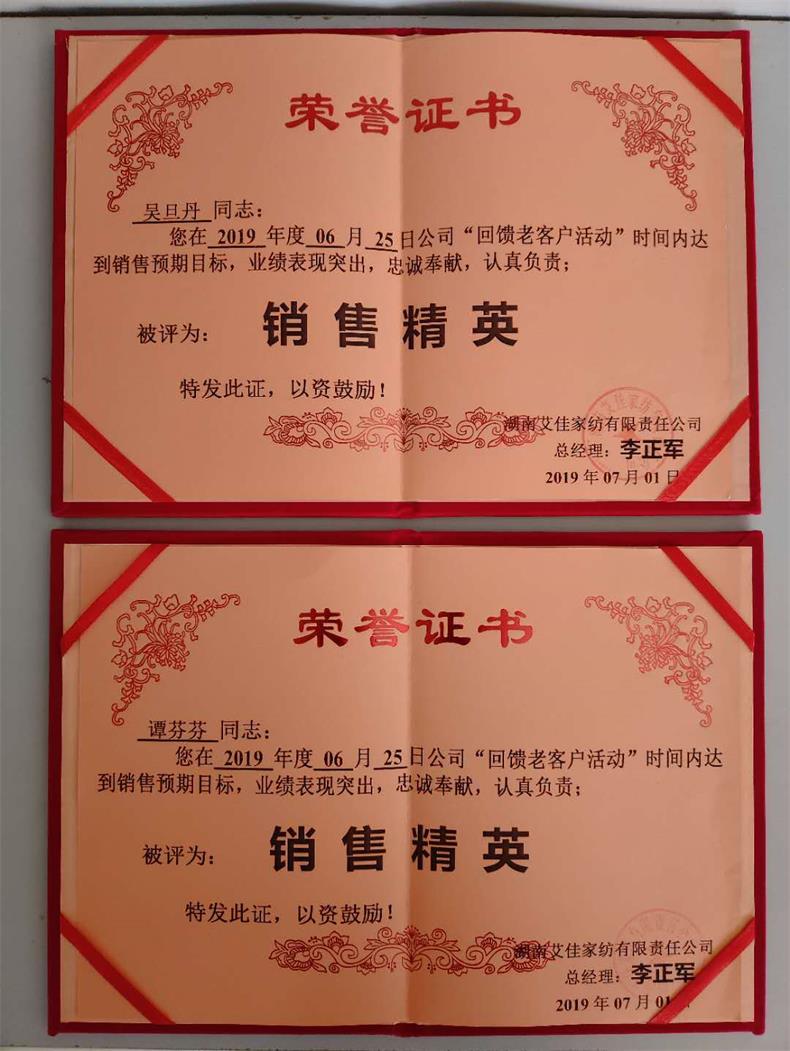 荣誉证书
吴旦丹 同志：
您在 2019 年度 06 月 25 日公司“回馈老客户活动”时间内达
到销售预期目标，业绩表现突出，忠诚奉献，认真负责；
被评为： 销售精英
特发此证，以资鼓励！
湖南艾佳家纺有限责任公司
总经理：李正军
2019 年 07 月 01 日
荣誉证书
谭芬芬 同志：
您在 2019 年度 06 月 25 日公司“回馈老客户活动”时间内达
到销售预期目标，业绩表现突出，忠诚奉献，认真负责；
被评为： 销售精英
特发此证，以资鼓励！
湖南艾佳家纺有限责任公司
总经理：李正军
2019 年 07 月 01